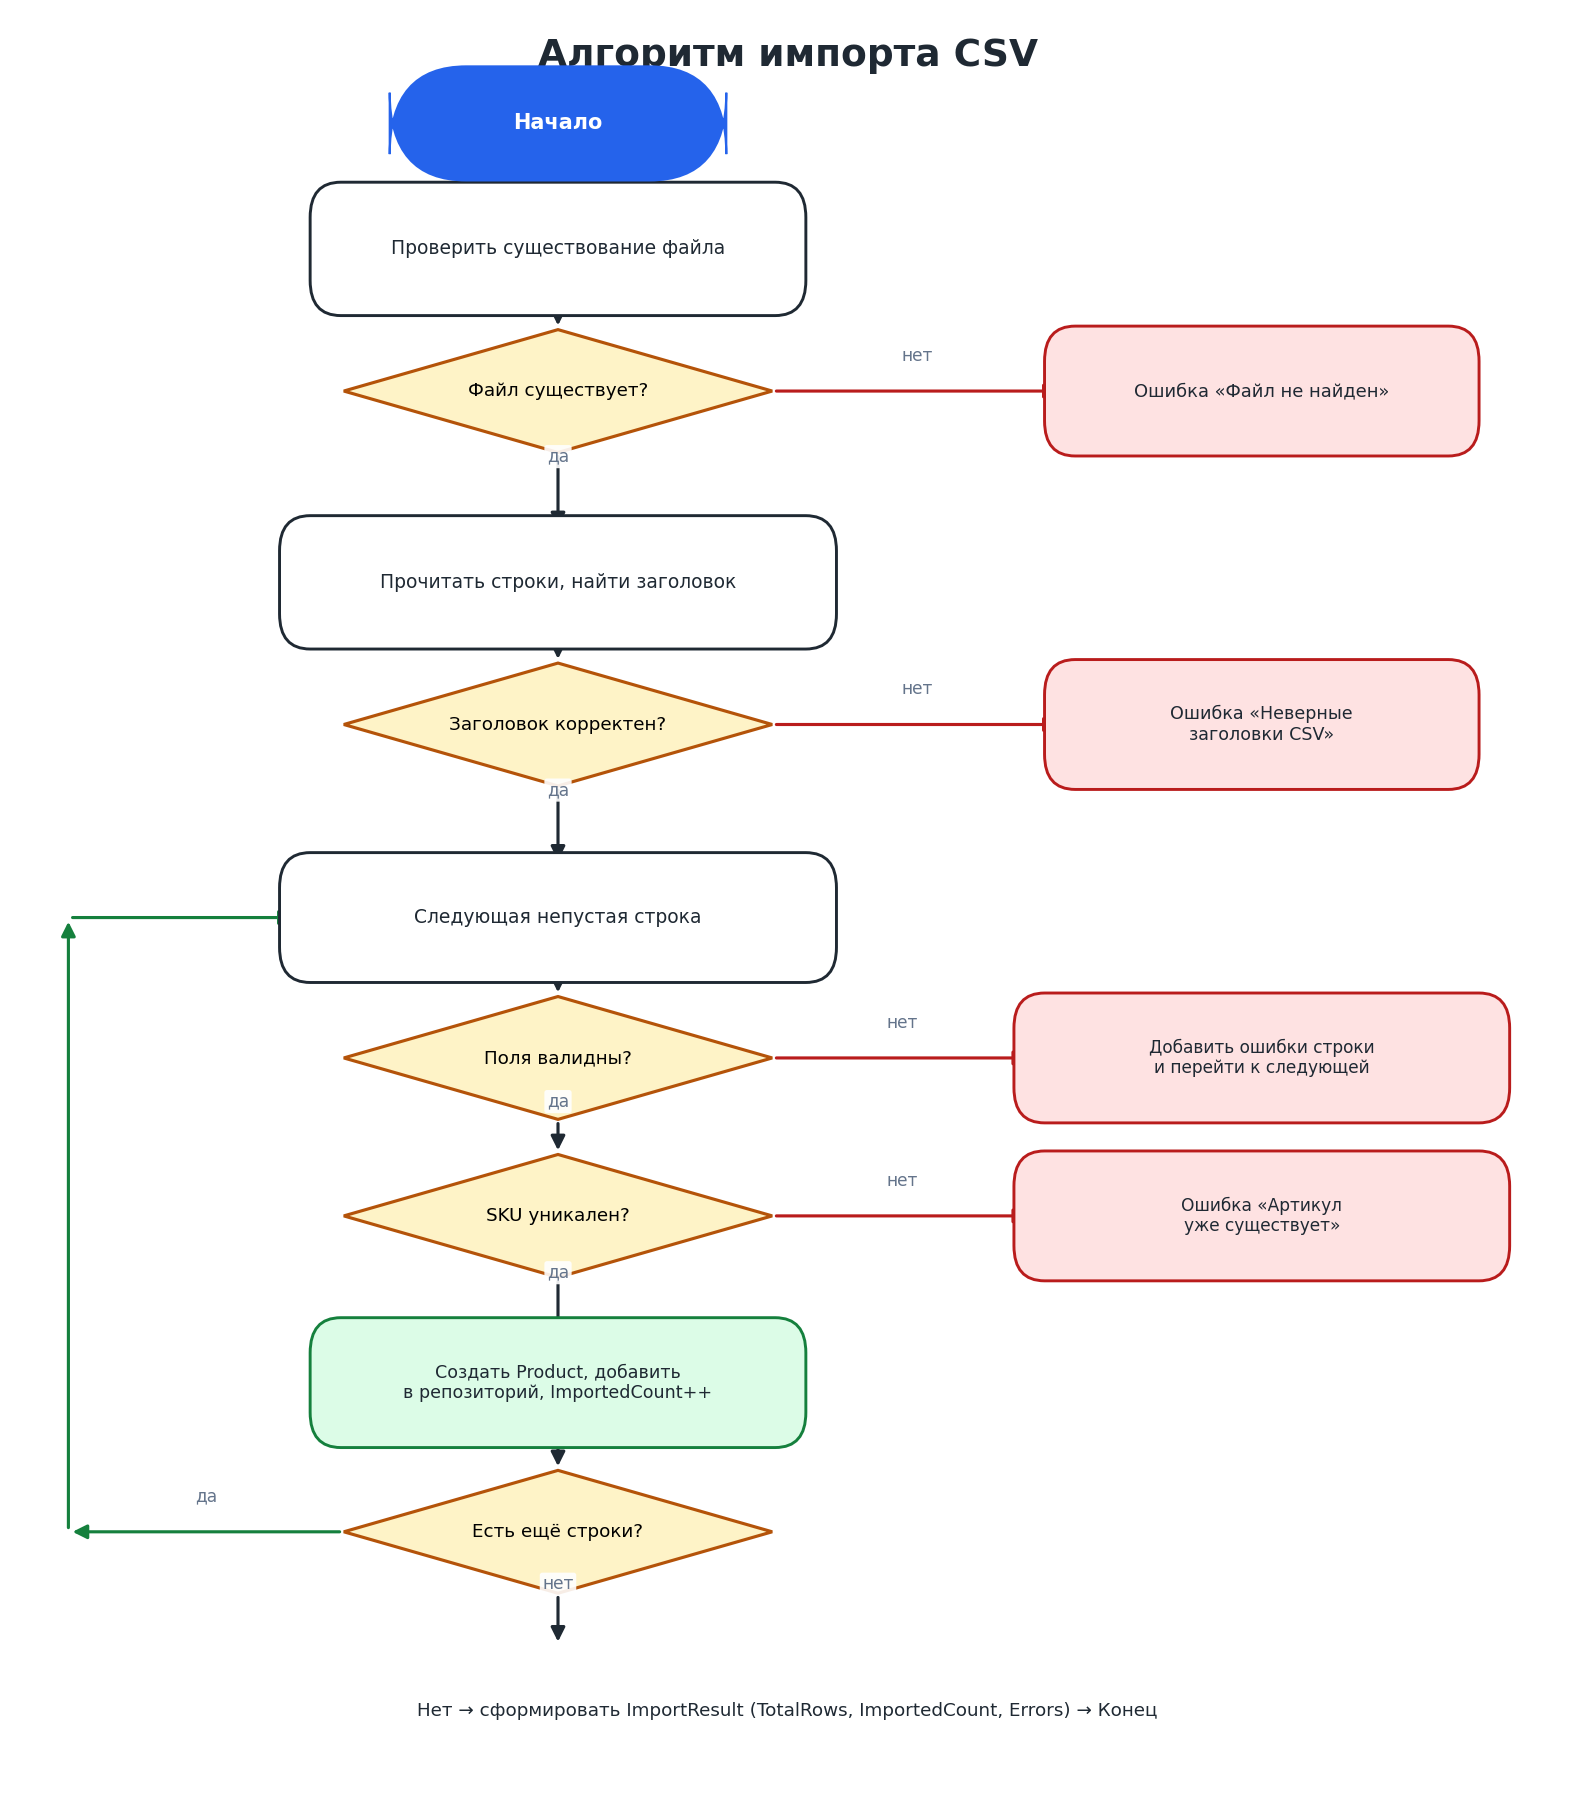 Алгоритм импорта CSV
Начало
Проверить существование файла
Файл существует?
нет
Ошибка «Файл не найден»
да
Прочитать строки, найти заголовок
Заголовок корректен?
нет
Ошибка «Неверные
заголовки CSV»
да
Следующая непустая строка
Поля валидны?
нет
Добавить ошибки строки
и перейти к следующей
да
SKU уникален?
нет
Ошибка «Артикул
уже существует»
да
Создать Product, добавить
в репозиторий, ImportedCount++
Есть ещё строки?
да
нет
Нет → сформировать ImportResult (TotalRows, ImportedCount, Errors) → Конец